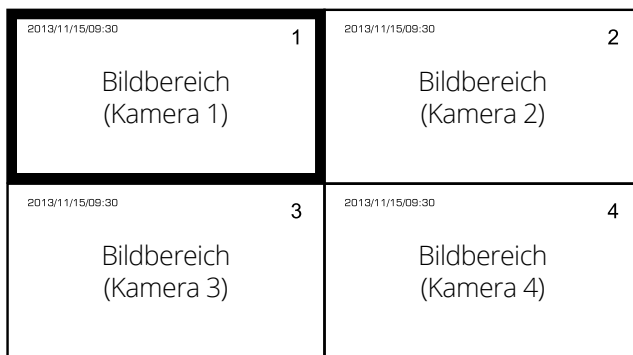 2013/11/15/09:30 1
Bildbereich
(Kamera 1)
2013/11/15/09:30 2
Bildbereich
(Kamera 2)
2013/11/15/09:30 3
Bildbereich
(Kamera 3)
2013/11/15/09:30 4
Bildbereich
(Kamera 4)